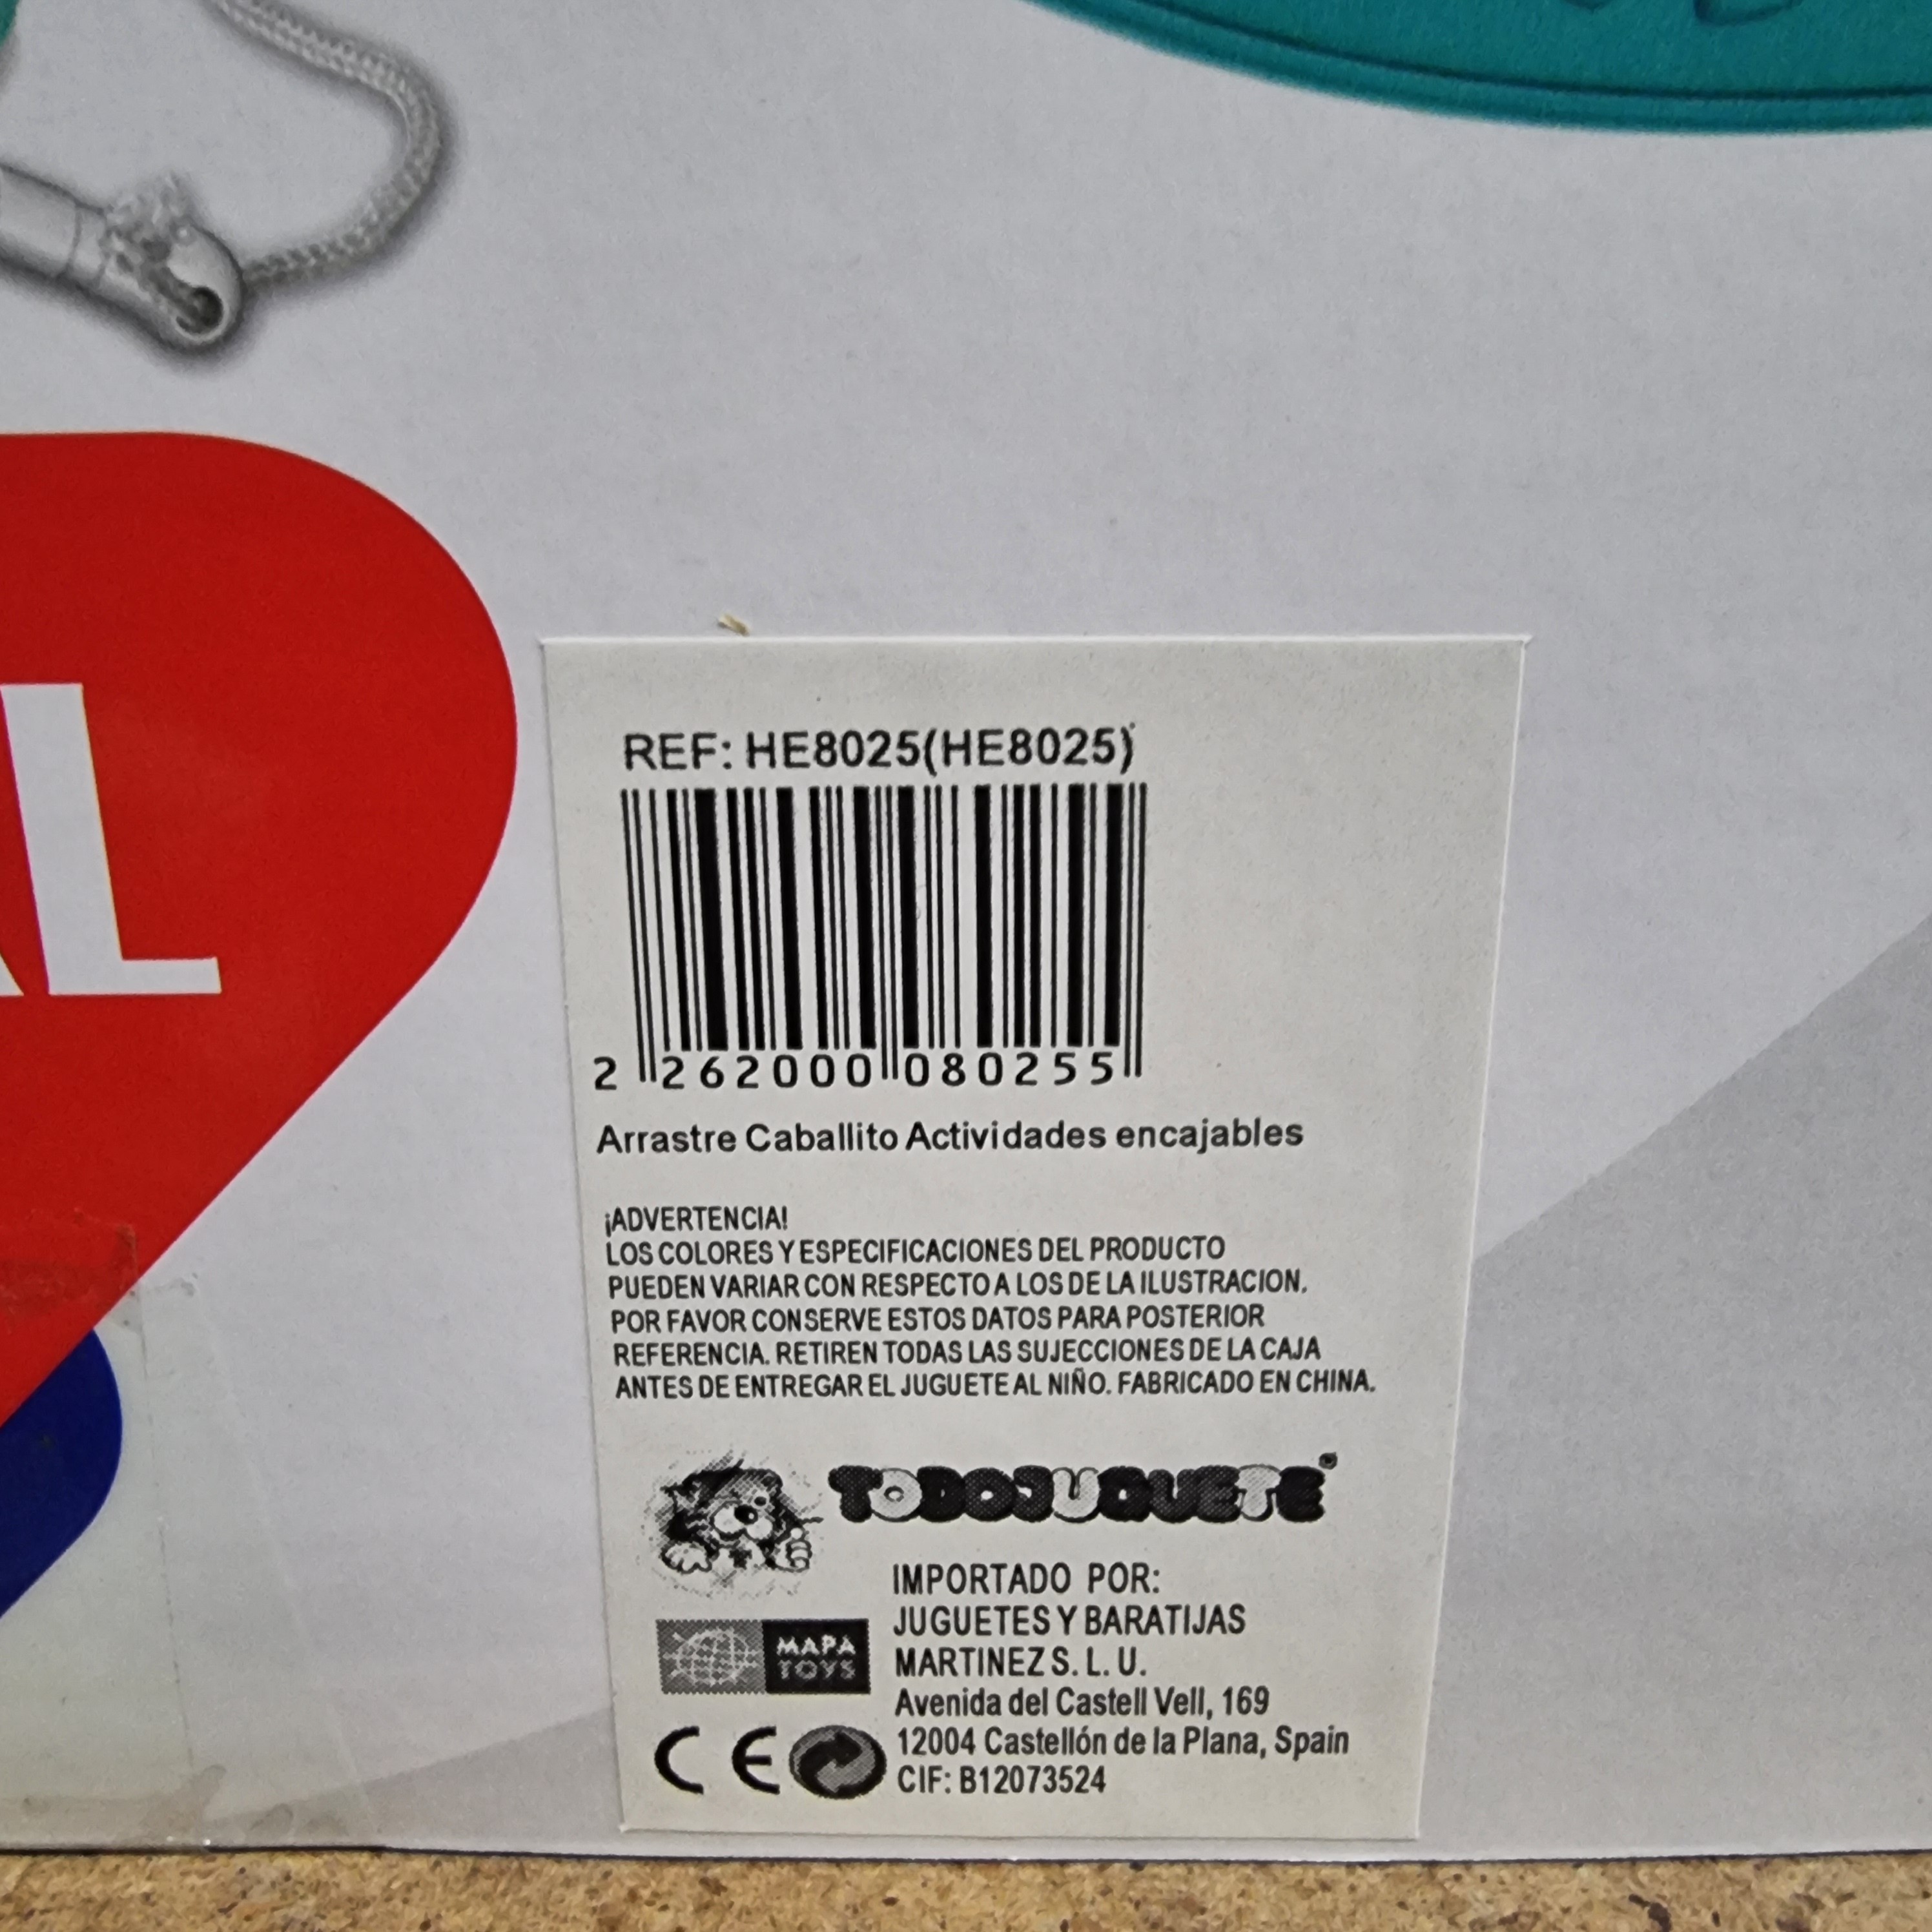 AL
REF: HE8025(HE8025)
2 262000 080255
Arrastre Caballito Actividades encajables
¡ADVERTENCIA!
LOS COLORES Y ESPECIFICACIONES DEL PRODUCTO
PUEDEN VARIAR CON RESPECTO A LOS DE LA ILUSTRACION.
POR FAVOR CONSERVE ESTOS DATOS PARA POSTERIOR
REFERENCIA. RETIREN TODAS LAS SUJECCIONES DE LA CAJA
ANTES DE ENTREGAR EL JUGUETE AL NIÑO. FABRICADO EN CHINA.
TODOJUGUETE®
IMPORTADO POR:
JUGUETES Y BARATIJAS
MARTINEZ S. L. U.
Avenida del Castell Vell, 169
12004 Castellón de la Plana, Spain
CIF: B12073524
MAPA
TOYS
CE